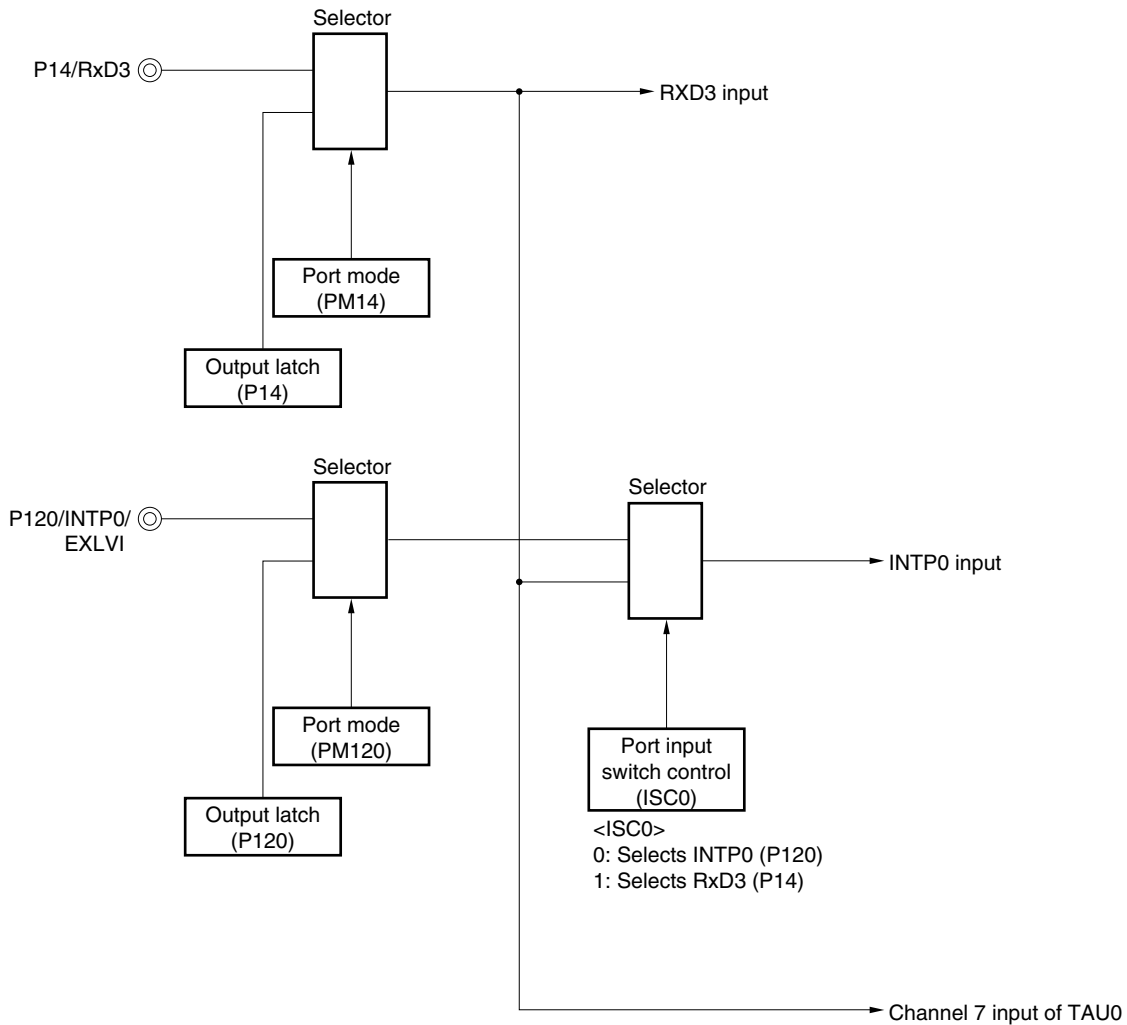 Selector
P14/RxD3
RXD3 input
Port mode
(PM14)
Output latch
(P14)
Selector
P120/INTP0/
EXLVI
Selector
INTP0 input
Port mode
(PM120)
Output latch
(P120)
Port input
switch control
(ISC0)
<ISC0>
0: Selects INTP0 (P120)
1: Selects RxD3 (P14)
Channel 7 input of TAU0